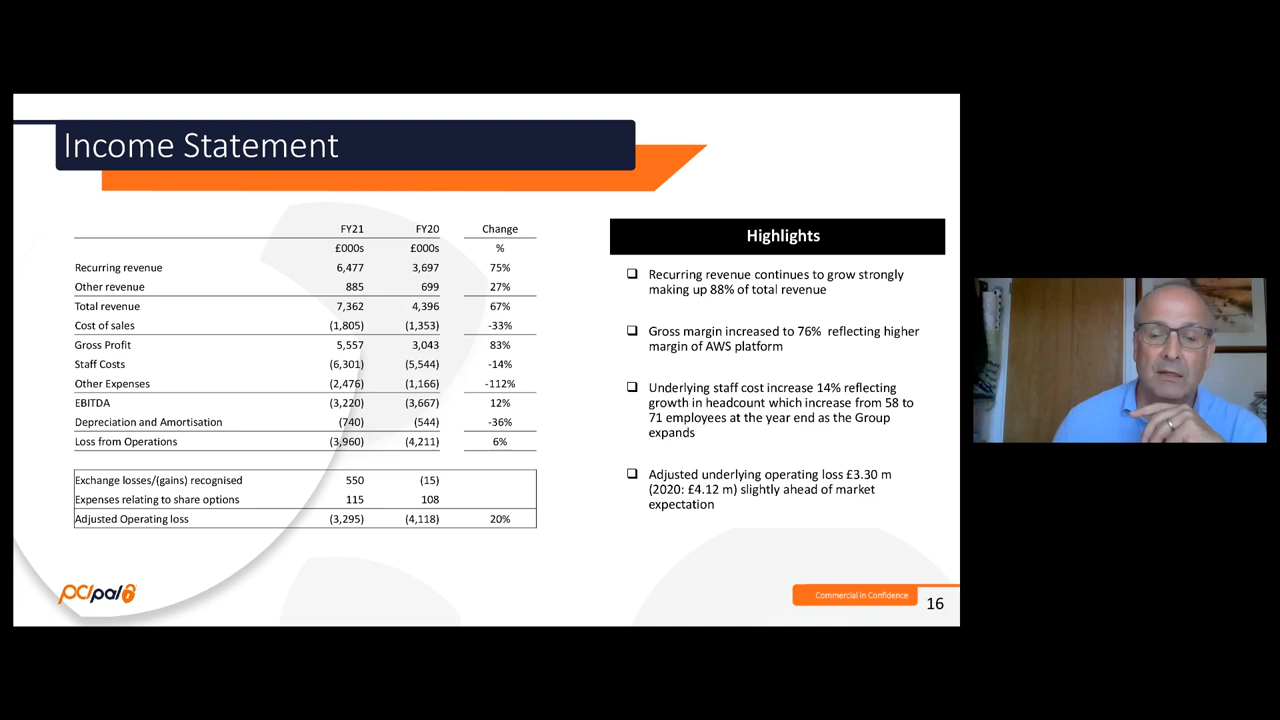 Income Statement
FY21 FY20 Change
£000s £000s %
Recurring revenue 6,477 3,697 75%
Other revenue 885 699 27%
Total revenue 7,362 4,396 67%
Cost of sales (1,805) (1,353) -33%
Gross Profit 5,557 3,043 83%
Staff Costs (6,301) (5,544) -14%
Other Expenses (2,476) (1,166) -112%
EBITDA (3,220) (3,667) 12%
Depreciation and Amortisation (740) (544) -36%
Loss from Operations (3,960) (4,211) 6%
Exchange losses/(gains) recognised 550 (15)
Expenses relating to share options 115 108
Adjusted Operating loss (3,295) (4,118) 20%
Highlights
Recurring revenue continues to grow strongly
making up 88% of total revenue
Gross margin increased to 76% reflecting higher
margin of AWS platform
Underlying staff cost increase 14% reflecting
growth in headcount which increase from 58 to
71 employees at the year end as the Group
expands
Adjusted underlying operating loss £3.30 m
(2020: £4.12 m) slightly ahead of market
expectation
pcipal
Commercial in Confidence
16